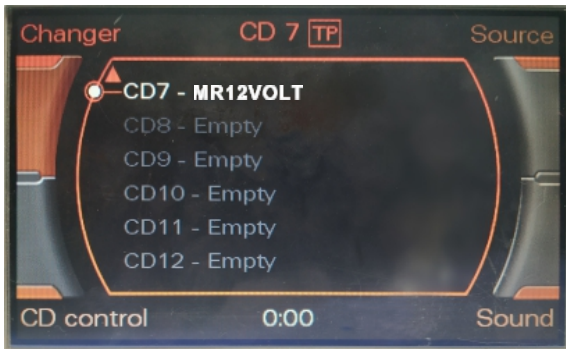 Changer CD 7 TP Source
CD7 - MR12VOLT
CD8 - Empty
CD9 - Empty
CD10 - Empty
CD11 - Empty
CD12 - Empty
CD control 0:00 Sound